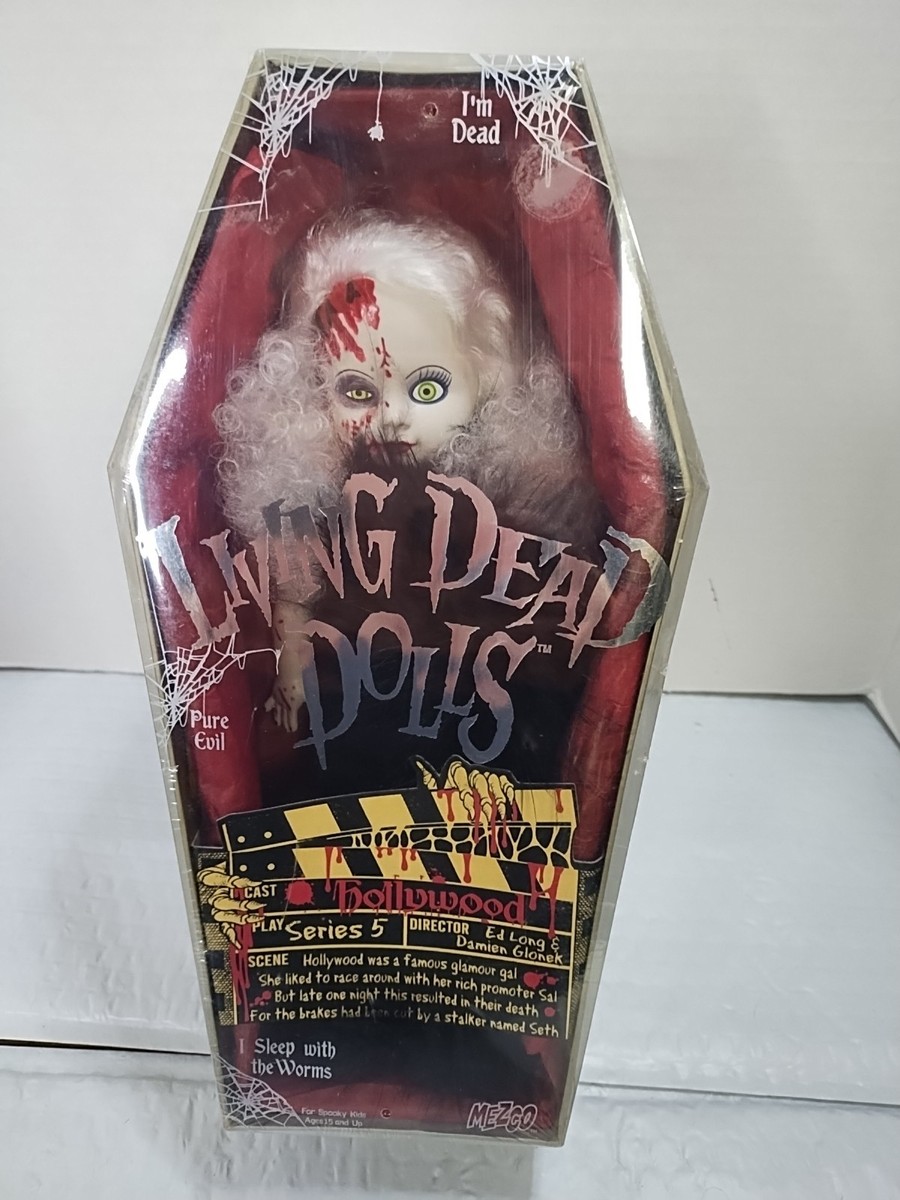 I'm
Dead
LIVING DEAD
DOLLS™
Pure
Evil
CAST Hollywood
PLAY Series 5 DIRECTOR Ed Long &
Damien Glonek
SCENE Hollywood was a famous glamour gal
She liked to race around with her rich promoter Sal
But late one night this resulted in their death
For the brakes had been cut by a stalker named Seth
I Sleep with
the Worms
For Spooky Kids
Ages 15 and Up
MEZCO